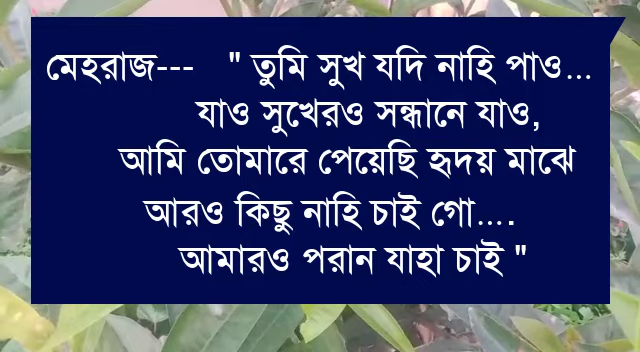 মেহরাজ--- " তুমি সুখ যদি নাহি পাও...
যাও সুখেরও সন্ধানে যাও,
আমি তোমারে পেয়েছি হৃদয় মাঝে
আরও কিছু নাহি চাই গো....
আমারও পরান যাহা চাই "